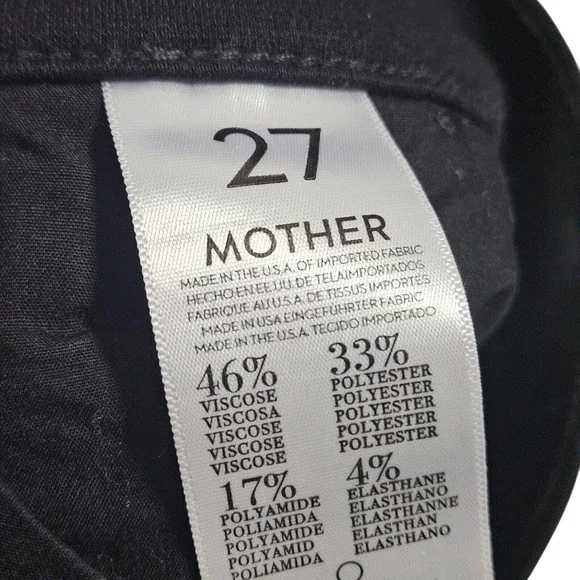 27
MOTHER
MADE IN THE U.S.A. OF IMPORTED FABRIC
HECHO EN EE.UU. DE TELA IMPORTADOS
FABRIQUE AU U.S.A. DE TISSUS IMPORTES
MADE IN USA EINGEFÜHRTER FABRIC
MADE IN THE U.S.A. TECIDO IMPORTADO
46% 33%
VISCOSE POLYESTER
VISCOSA POLYESTER
VISCOSE POLYESTER
VISCOSE POLYESTER
VISCOSE POLYESTER
17% 4%
POLYAMIDE ELASTHANE
POLIAMIDA ELASTHANO
POLYAMIDE ELASTHANNE
POLYAMID ELASTHAN
POLIAMIDA ELASTHANO